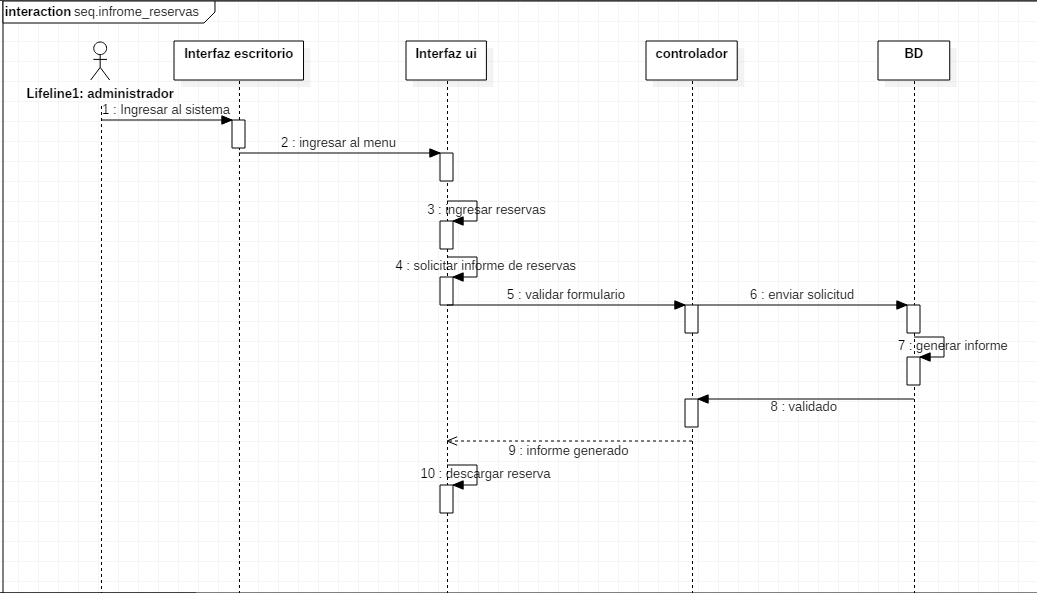 interaction seq.infrome_reservas
Interfaz escritorio
Interfaz ui
controlador
BD
Lifeline1: administrador
1 : Ingresar al sistema
2 : ingresar al menu
3 : ingresar reservas
4 : solicitar informe de reservas
5 : validar formulario
6 : enviar solicitud
7 : generar informe
8 : validado
9 : informe generado
10 : descargar reserva